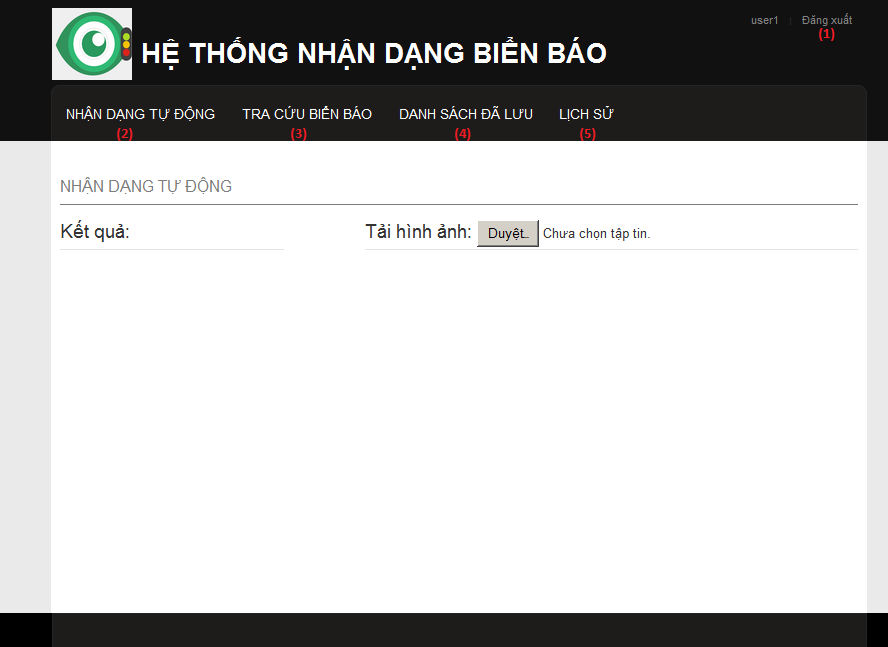 user1 | Đăng xuất
(1)
HỆ THỐNG NHẬN DẠNG BIỂN BÁO
NHẬN DẠNG TỰ ĐỘNG TRA CỨU BIỂN BÁO DANH SÁCH ĐÃ LƯU LỊCH SỬ
(2) (3) (4) (5)
NHẬN DẠNG TỰ ĐỘNG
Kết quả: Tải hình ảnh: Duyệt.. Chưa chọn tập tin.